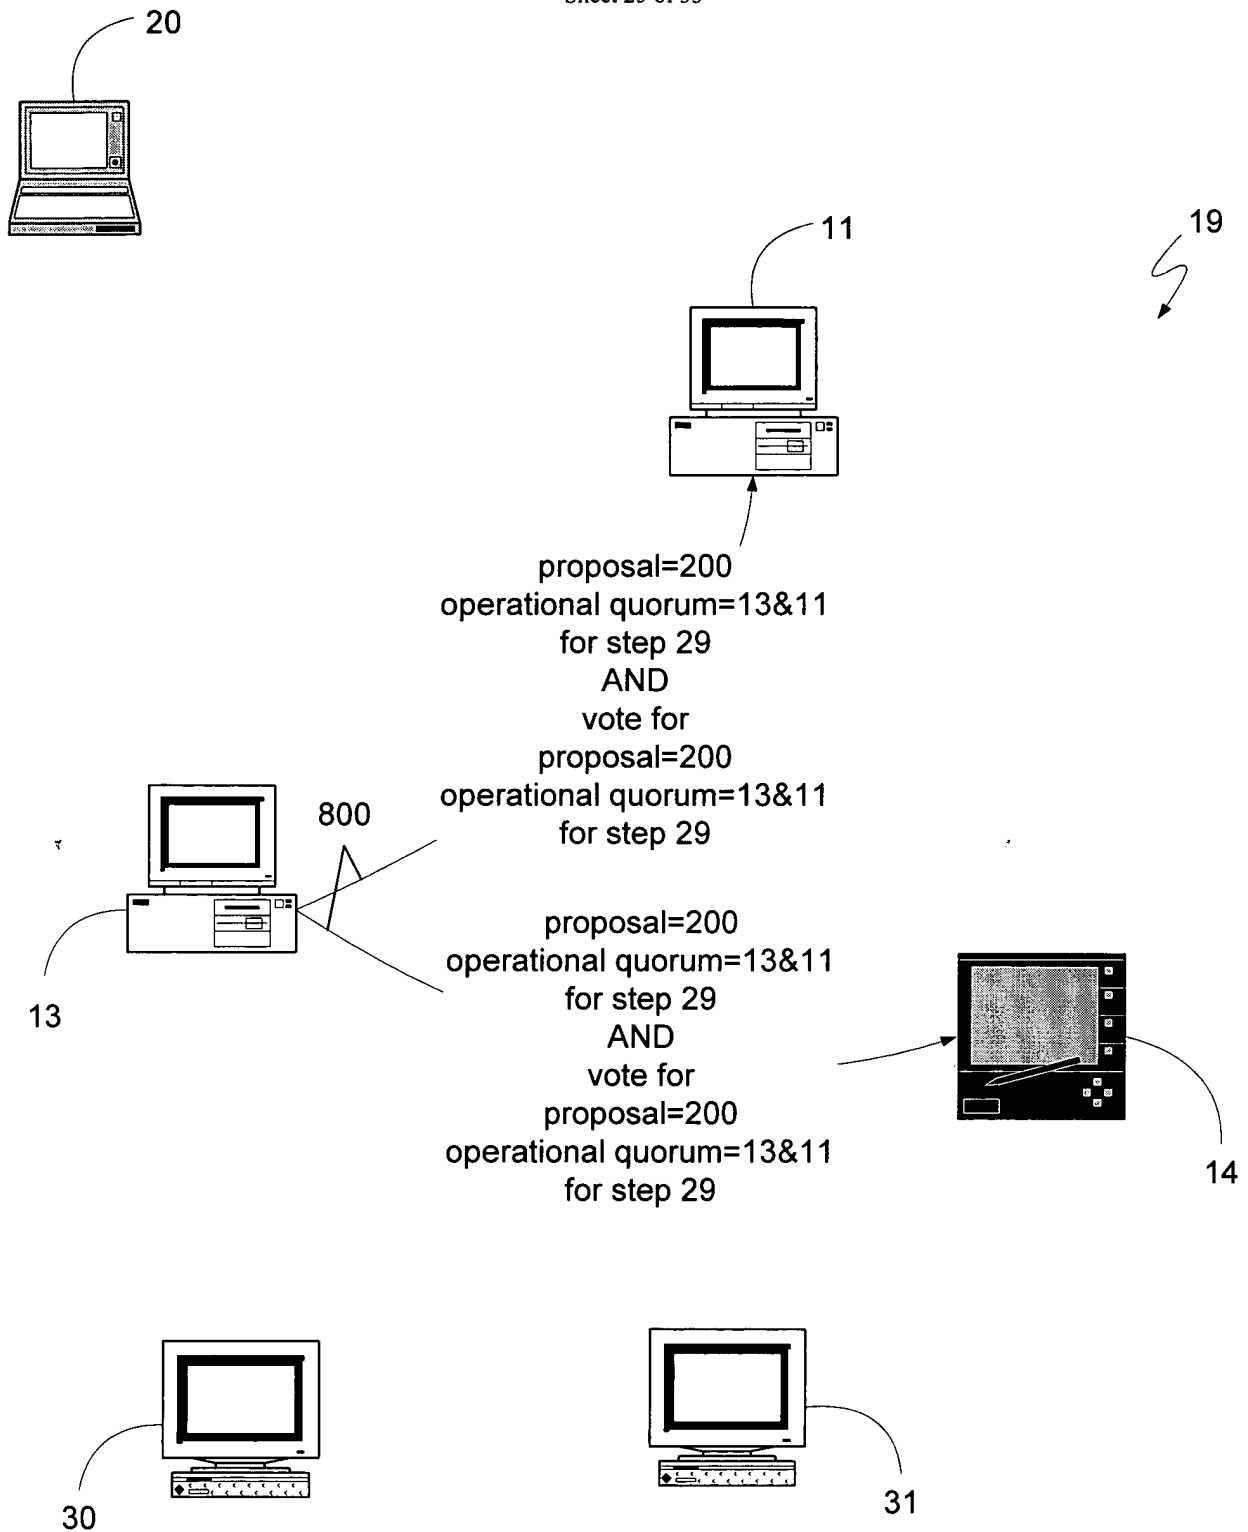 20
11
19
proposal=200
operational quorum=13&11
for step 29
AND
vote for
proposal=200
operational quorum=13&11
for step 29
800
13
proposal=200
operational quorum=13&11
for step 29
AND
vote for
proposal=200
operational quorum=13&11
for step 29
14
30
31